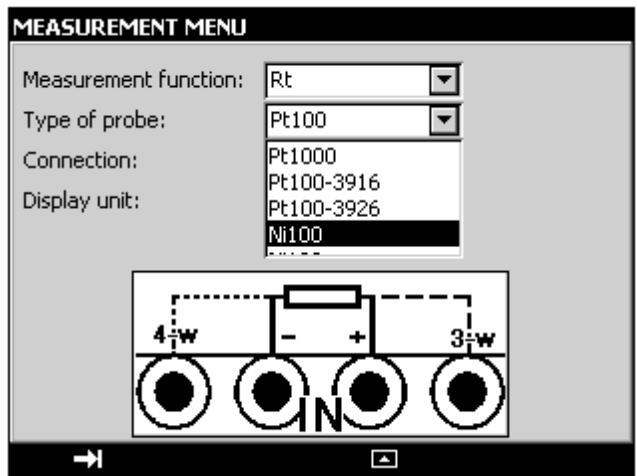 MEASUREMENT MENU
Measurement function: Rt
Type of probe: Pt100
Connection:
Pt1000
Pt100-3916
Display unit:
Pt100-3926
Ni100
4-w - + 3-w
IN